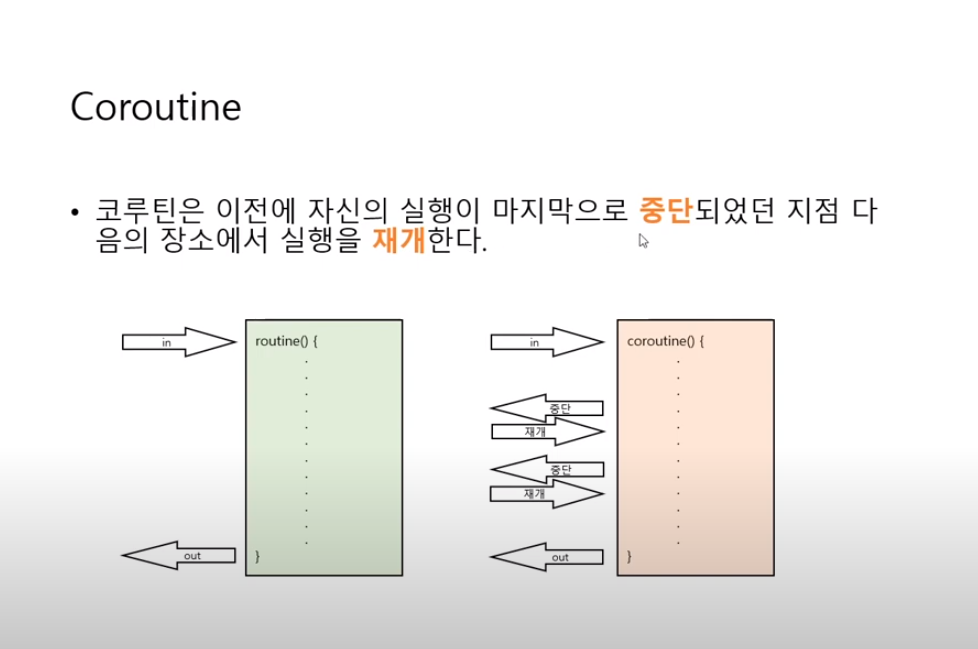 Coroutine
• 코루틴은 이전에 자신의 실행이 마지막으로 중단되었던 지점 다
음의 장소에서 실행을 재개한다.
in
routine() {
.
.
.
.
.
.
.
.
.
.
.
.
out
}
in
coroutine() {
.
.
.
중단
.
재개
.
.
중단
.
.
재개
.
.
.
.
out
}